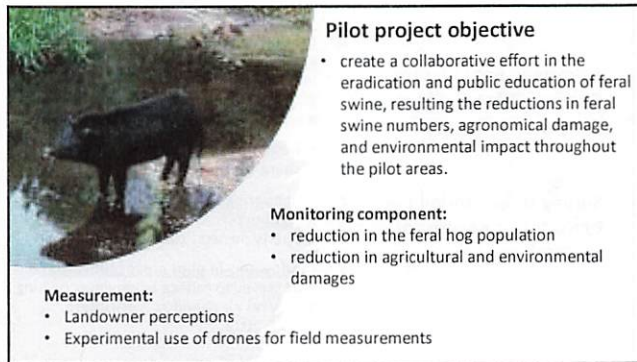 Pilot project objective
• create a collaborative effort in the
eradication and public education of feral
swine, resulting the reductions in feral
swine numbers, agronomical damage,
and environmental impact throughout
the pilot areas.
Monitoring component:
• reduction in the feral hog population
• reduction in agricultural and environmental
damages
Measurement:
• Landowner perceptions
• Experimental use of drones for field measurements